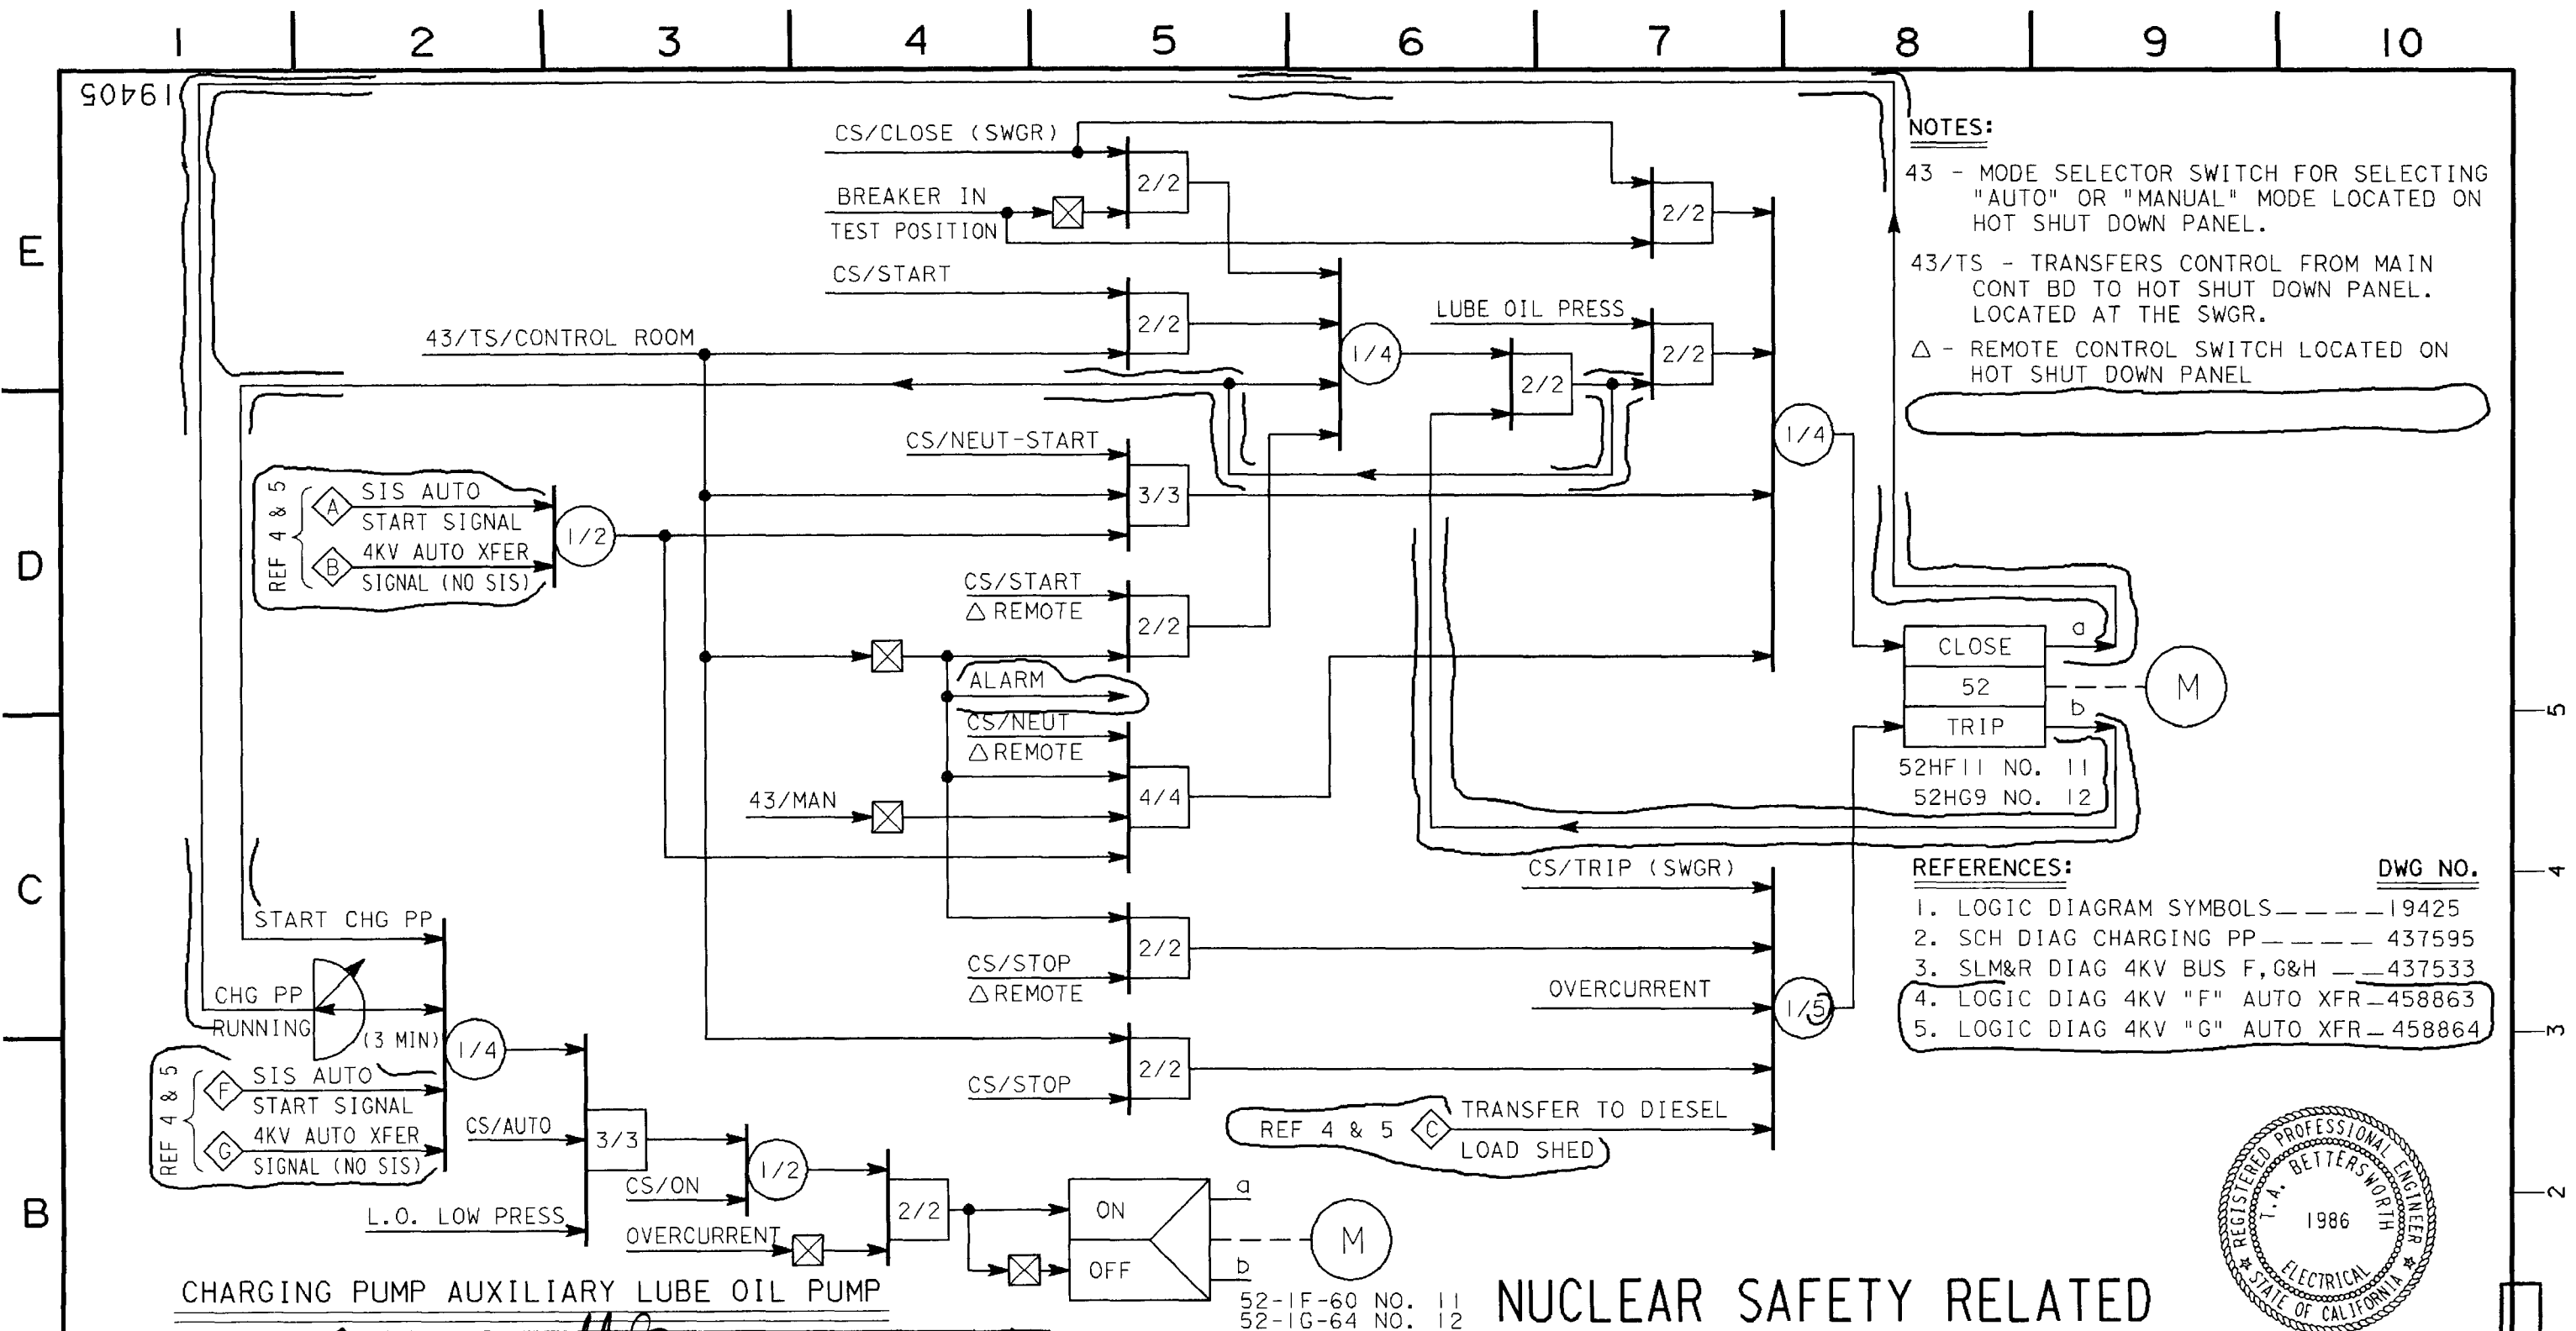 1 2 3 4 5 6 7 8 9 10
19405
E
D
C
B
5
4
3
2
CS/CLOSE (SWGR)
2/2
BREAKER IN
TEST POSITION
2/2
CS/START
2/2
43/TS/CONTROL ROOM
1/4
LUBE OIL PRESS
2/2
2/2
1/4
NOTES:
43 - MODE SELECTOR SWITCH FOR SELECTING
"AUTO" OR "MANUAL" MODE LOCATED ON
HOT SHUT DOWN PANEL.
43/TS - TRANSFERS CONTROL FROM MAIN
CONT BD TO HOT SHUT DOWN PANEL.
LOCATED AT THE SWGR.
△ - REMOTE CONTROL SWITCH LOCATED ON
HOT SHUT DOWN PANEL
REF 4 & 5
A
SIS AUTO
START SIGNAL
B
4KV AUTO XFER
SIGNAL (NO SIS)
1/2
CS/NEUT-START
3/3
CS/START
△ REMOTE
2/2
ALARM
CS/NEUT
△ REMOTE
43/MAN
4/4
CLOSE a
52
TRIP b
M
52HF11 NO. 11
52HG9 NO. 12
CS/STOP
△ REMOTE
2/2
CS/STOP
2/2
CS/TRIP (SWGR)
OVERCURRENT
1/5
REF 4 & 5 C TRANSFER TO DIESEL
LOAD SHED
REFERENCES: DWG NO.
1. LOGIC DIAGRAM SYMBOLS — — — — 19425
2. SCH DIAG CHARGING PP — — — — 437595
3. SLM&R DIAG 4KV BUS F,G&H — — 437533
4. LOGIC DIAG 4KV "F" AUTO XFR — 458863
5. LOGIC DIAG 4KV "G" AUTO XFR — 458864
START CHG PP
CHG PP
RUNNING
(3 MIN)
1/4
REF 4 & 5
F
SIS AUTO
START SIGNAL
G
4KV AUTO XFER
SIGNAL (NO SIS)
CS/AUTO
3/3
L.O. LOW PRESS
CS/ON
1/2
OVERCURRENT
2/2
ON a
OFF b
M
52-1F-60 NO. 11
52-1G-64 NO. 12
CHARGING PUMP AUXILIARY LUBE OIL PUMP
NUCLEAR SAFETY RELATED
REGISTERED PROFESSIONAL ENGINEER
T.A. BETTERSWORTH
1986
ELECTRICAL
STATE OF CALIFORNIA